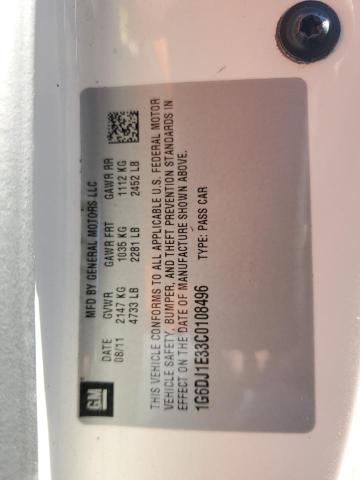 GM
MFD BY GENERAL MOTORS LLC
DATE GVWR GAWR FRT GAWR RR
08/11 2147 KG 1035 KG 1112 KG
4733 LB 2281 LB 2452 LB
THIS VEHICLE CONFORMS TO ALL APPLICABLE U.S. FEDERAL MOTOR
VEHICLE SAFETY, BUMPER, AND THEFT PREVENTION STANDARDS IN
EFFECT ON THE DATE OF MANUFACTURE SHOWN ABOVE.
1G6DJ1E33C0108496 TYPE: PASS CAR